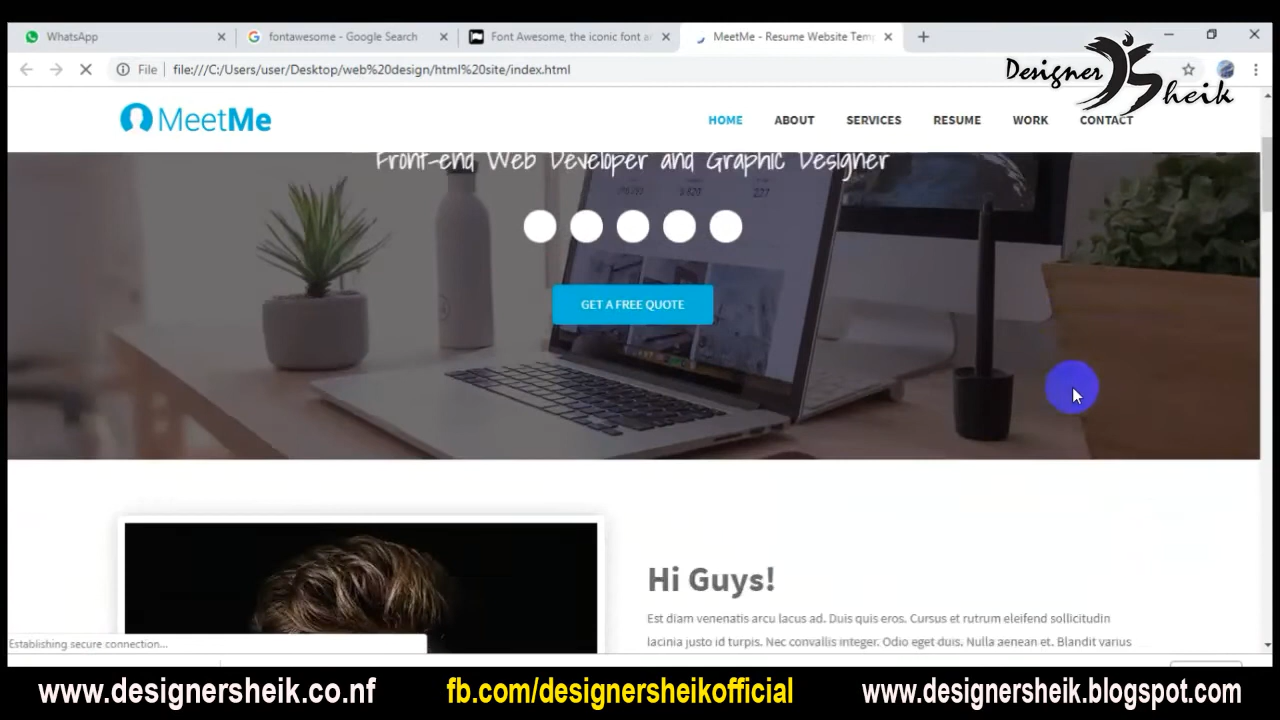 WhatsApp
fontawesome - Google Search
Font Awesome, the iconic font a
MeetMe - Resume Website Temp
File
file:///C:/Users/user/Desktop/web%20design/html%20site/index.html
Designer
Sheik
MeetMe
HOME ABOUT SERVICES RESUME WORK CONTACT
Front-end Web Developer and Graphic Designer
GET A FREE QUOTE
Hi Guys!
Est diam venenatis arcu lacus ad. Duis quis eros. Cursus et rutrum eleifend sollicitudin
lacinia justo id turpis. Nec convallis integer. Odio eget duis. Nulla aenean et. Blandit varius
Establishing secure connection...
www.designersheik.co.nf
fb.com/designersheikofficial
www.designersheik.blogspot.com